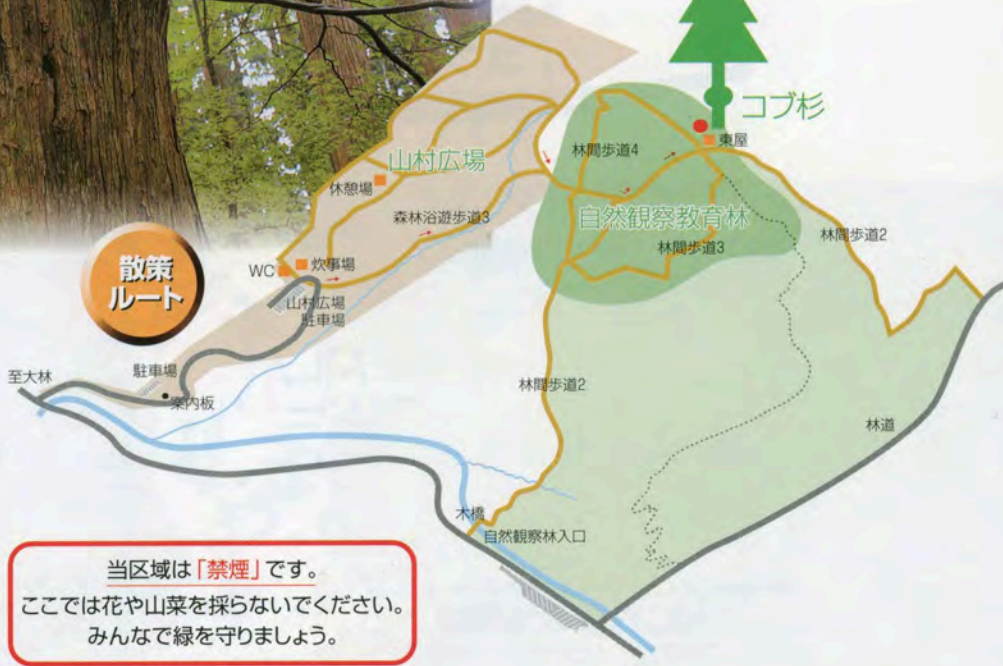 コブ杉
東屋
林間歩道4
山村広場
休憩場
自然観察教育林
森林浴遊歩道3
林間歩道2
林間歩道3
散策
ルート
WC
炊事場
山村広場
駐車場
駐車場
至大林
案内板
林間歩道2
林道
木橋
自然観察林入口
当区域は「禁煙」です。
ここでは花や山菜を採らないでください。
みんなで緑を守りましょう。